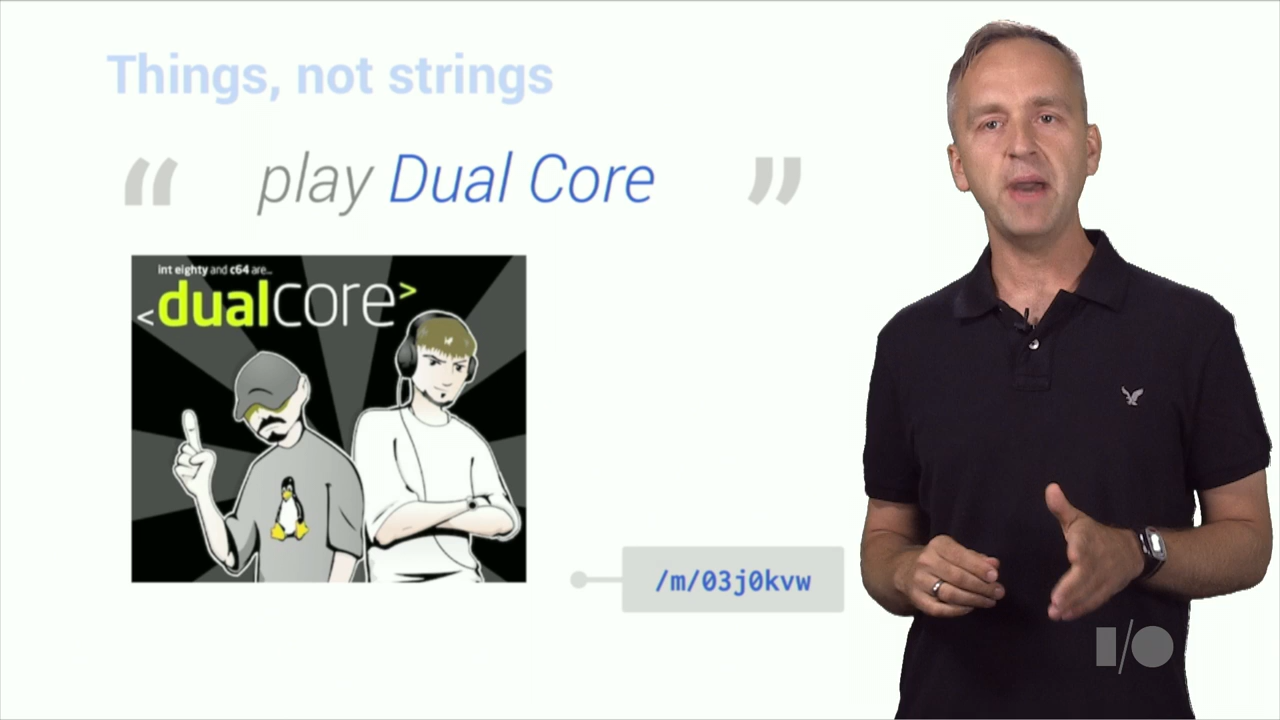 Things, not strings
“ play Dual Core ”
int eighty and c64 are...
<dualcore>
/m/03j0kvw
I/O